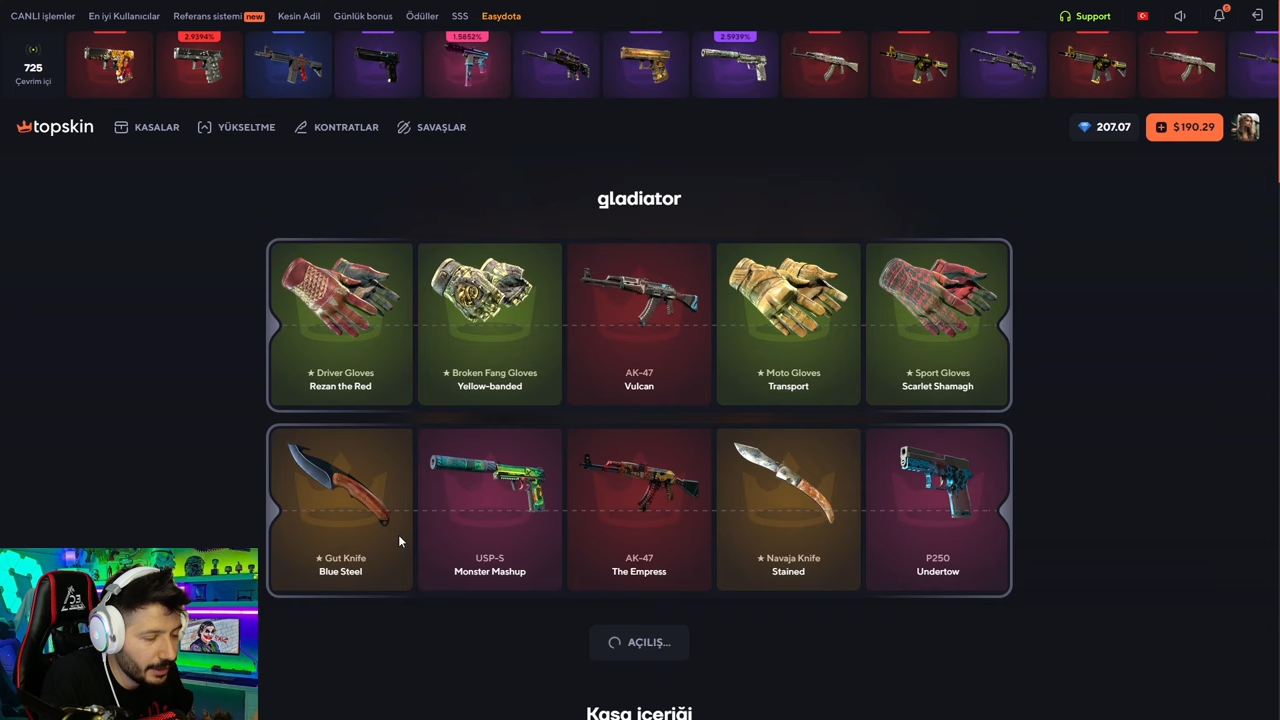 CANLI işlemler En iyi Kullanıcılar Referans sistemi new Kesin Adil Günlük bonus Ödüller SSS Easydota Support 5
725
Çevrim içi
2.9394% 1.5852% 2.5939%
topskin KASALAR YÜKSELTME KONTRATLAR SAVAŞLAR 207.07 $190.29
gladiator
★ Driver Gloves ★ Broken Fang Gloves AK-47 ★ Moto Gloves ★ Sport Gloves
Rezan the Red Yellow-banded Vulcan Transport Scarlet Shamagh
★ Gut Knife USP-S AK-47 ★ Navaja Knife P250
Blue Steel Monster Mashup The Empress Stained Undertow
AÇILIŞ...
Kasa içeriği